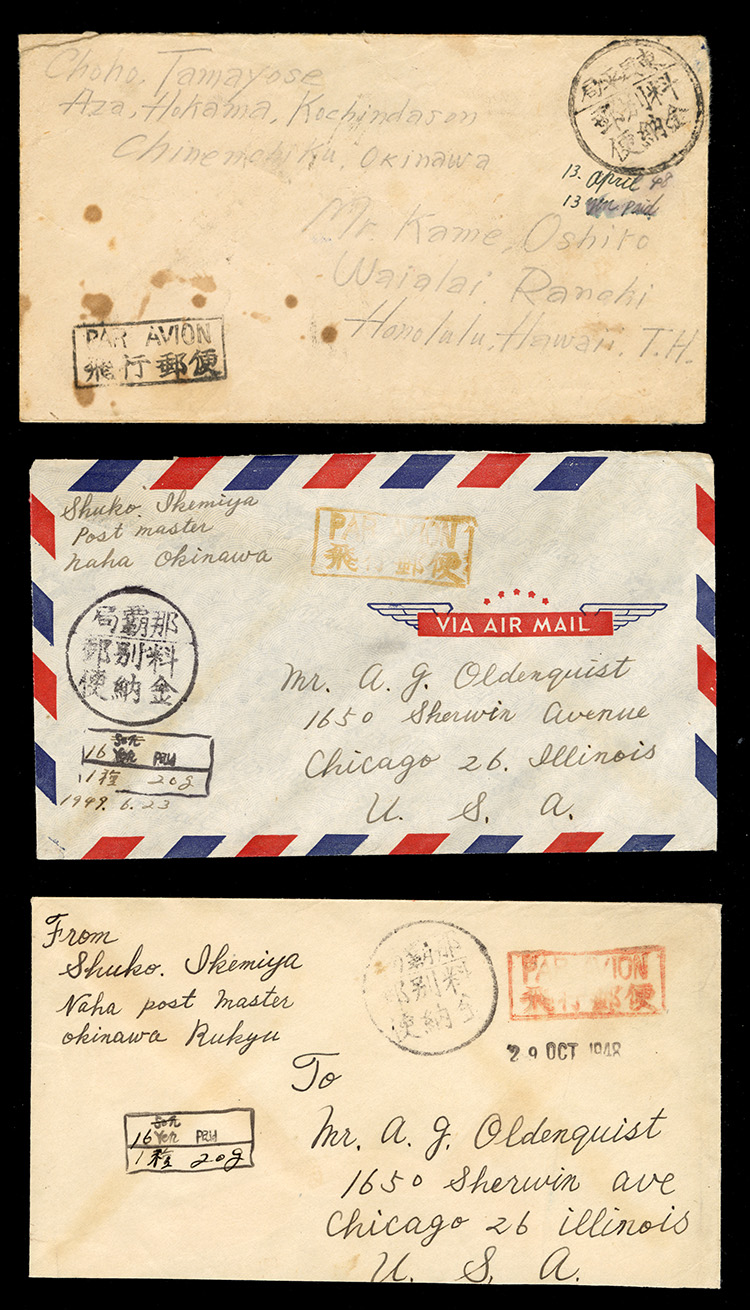 Choho. Tamayose
Aza, Hokama, Kochindason
Chinenchiku, Okinawa
東風平局
料金
別納
郵便
13. April 48
13 yen paid
Mr. Kame, Oshiro
Waialai, Ranchi
Honolulu, Hawaii, T.H.
PAR AVION
飛行郵便
Shuko. Ikemiya
Post master
Naha Okinawa
PAR AVION
飛行郵便
VIA AIR MAIL
那覇局
料金
別納
郵便
16 Yen Paid
1種 20g
1949. 6. 23
Mr. A. G. Oldenquist
1650 Sherwin Avenue
Chicago 26. Illinois
U. S. A.
From
Shuko. Ikemiya
Naha post master
Okinawa Rukyu
那覇局
料金
別納
郵便
PAR AVION
飛行郵便
29 OCT 1948
16 Yen Paid
1種 20g
To
Mr. A. G. Oldenquist
1650 Sherwin ave
Chicago 26 illinois
U. S. A.